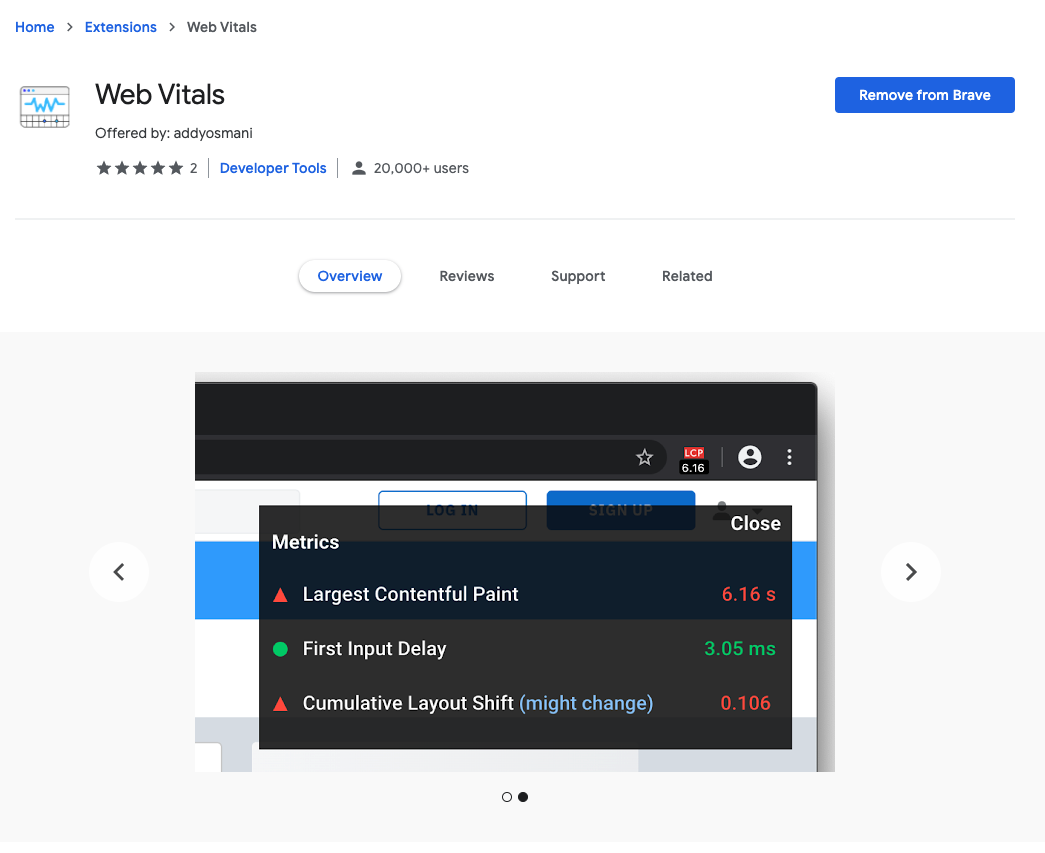 Home > Extensions > Web Vitals
Web Vitals
Remove from Brave
Offered by: addyosmani
2 Developer Tools 20,000+ users
Overview Reviews Support Related
LCP
6.16
LOG IN SIGN UP
Close
Metrics
Largest Contentful Paint 6.16 s
First Input Delay 3.05 ms
Cumulative Layout Shift (might change) 0.106